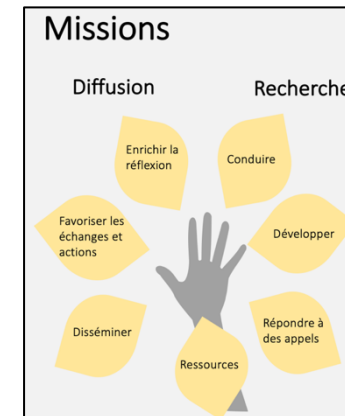 Missions
Diffusion
Recherche
Enrichir la
réflexion
Conduire
Favoriser les
échanges et
actions
Développer
Disséminer
Répondre à
des appels
Ressources